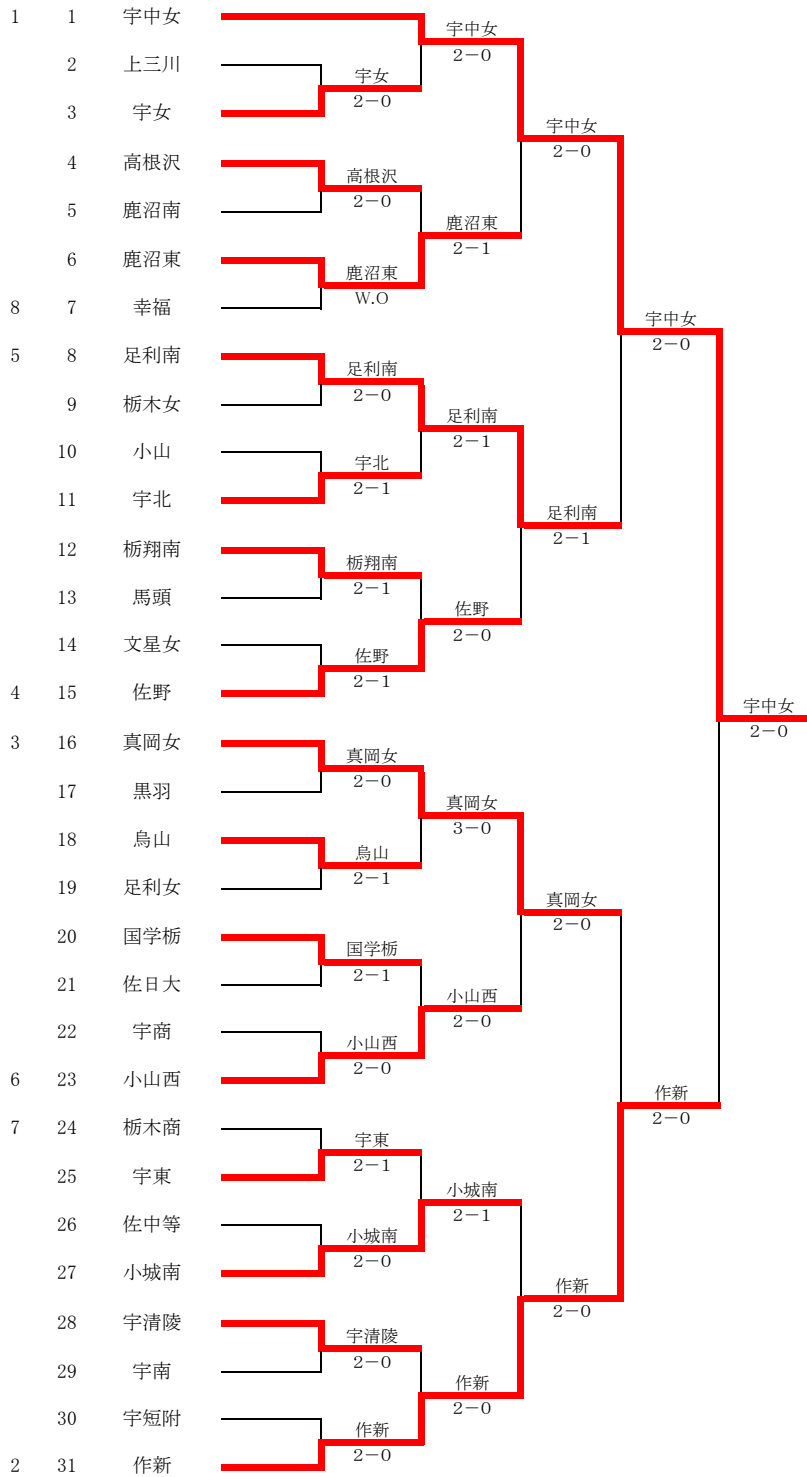 1 1 宇中女
宇中女
2-0
2 上三川
宇女
2-0
3 宇女
宇中女
2-0
4 高根沢
高根沢
2-0
5 鹿沼南
鹿沼東
2-1
6 鹿沼東
鹿沼東
W.O
8 7 幸福
宇中女
2-0
5 8 足利南
足利南
2-0
9 栃木女
足利南
2-1
10 小山
宇北
2-1
11 宇北
足利南
2-1
12 栃翔南
栃翔南
2-1
13 馬頭
佐野
2-0
14 文星女
佐野
2-1
4 15 佐野
宇中女
2-0
3 16 真岡女
真岡女
2-0
17 黒羽
真岡女
3-0
18 烏山
烏山
2-1
19 足利女
真岡女
2-0
20 国学栃
国学栃
2-1
21 佐日大
小山西
2-0
22 宇商
小山西
2-0
6 23 小山西
作新
2-0
7 24 栃木商
宇東
2-1
25 宇東
小城南
2-1
26 佐中等
小城南
2-0
27 小城南
作新
2-0
28 宇清陵
宇清陵
2-0
29 宇南
作新
2-0
30 宇短附
作新
2-0
2 31 作新